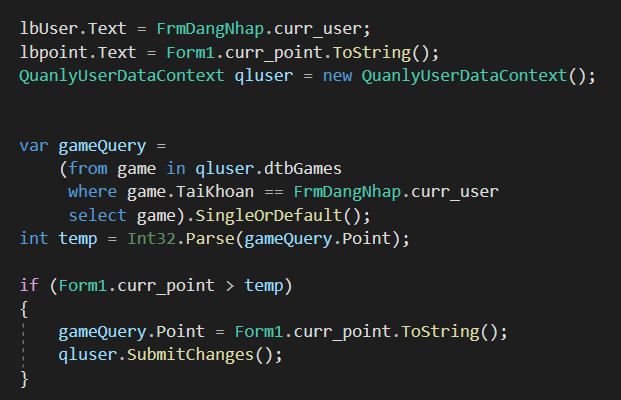 lbUser.Text = FrmDangNhap.curr_user;
lbpoint.Text = Form1.curr_point.ToString();
QuanlyUserDataContext qluser = new QuanlyUserDataContext();
var gameQuery =
(from game in qluser.dtbGames
where game.TaiKhoan == FrmDangNhap.curr_user
select game).SingleOrDefault();
int temp = Int32.Parse(gameQuery.Point);
if (Form1.curr_point > temp)
{
gameQuery.Point = Form1.curr_point.ToString();
qluser.SubmitChanges();
}